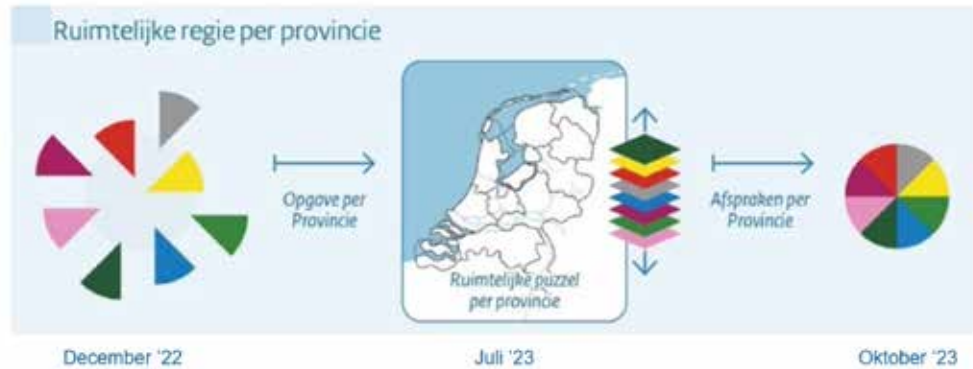 Ruimtelijke regie per provincie
Opgave per
Provincie
Ruimtelijke puzzel
per provincie
Afspraken per
Provincie
December '22
Juli '23
Oktober '23